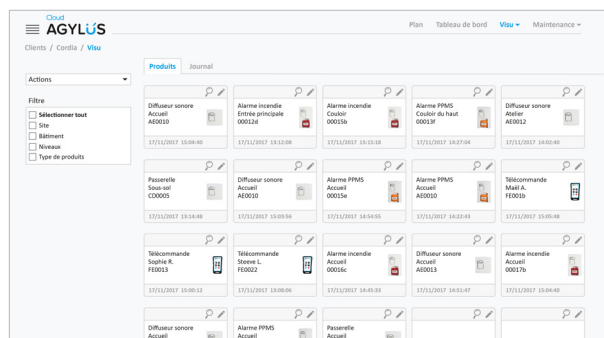 Cloud
AGYLUS
Plan Tableau de bord Visu Maintenance
Clients / Cordia / Visu
Produits Journal
Actions
Filtre
Sélectionner tout
Site
Bâtiment
Niveaux
Type de produits
Diffuseur sonore
Accueil
AE0010
17/11/2017 15:04:40
Alarme incendie
Entrée principale
00012d
17/11/2017 13:12:08
Alarme incendie
Couloir
00015b
17/11/2017 15:15:18
Alarme PPMS
Couloir du haut
00013f
17/11/2017 14:27:04
Diffuseur sonore
Atelier
AE0012
17/11/2017 14:02:40
Passerelle
Sous-sol
CD0005
17/11/2017 13:14:48
Diffuseur sonore
Accueil
AE0010
17/11/2017 15:03:56
Alarme PPMS
Accueil
00015e
17/11/2017 14:54:55
Alarme PPMS
Accueil
AE0010
17/11/2017 14:22:43
Télécommande
Maël A.
FE001b
17/11/2017 15:05:48
Télécommande
Sophie R.
FE0013
17/11/2017 15:00:12
Télécommande
Steeve L.
FE0022
17/11/2017 13:08:06
Alarme incendie
Accueil
00016c
17/11/2017 14:45:33
Diffuseur sonore
Accueil
AE0013
17/11/2017 14:51:47
Alarme incendie
Accueil
00017b
17/11/2017 15:04:40
Diffuseur sonore
Accueil
Alarme PPMS
Accueil
Passerelle
Accueil